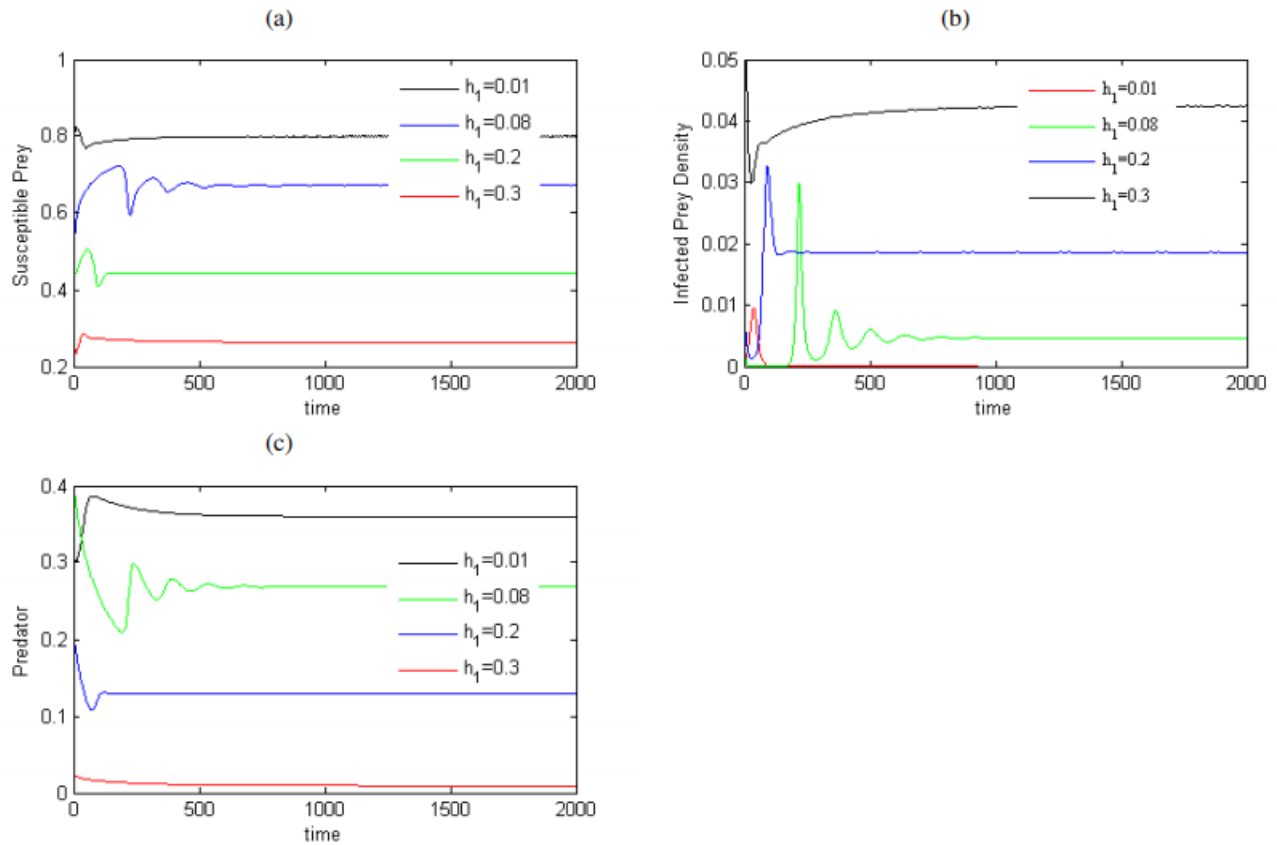 (a)
1
0.8
0.6
0.4
0.2
Susceptible Prey
h1=0.01
h1=0.08
h1=0.2
h1=0.3
0 500 1000 1500 2000
time
(b)
0.05
0.04
0.03
0.02
0.01
0
Infected Prey Density
h1=0.01
h1=0.08
h1=0.2
h1=0.3
0 500 1000 1500 2000
time
(c)
0.4
0.3
0.2
0.1
0
Predator
h1=0.01
h1=0.08
h1=0.2
h1=0.3
0 500 1000 1500 2000
time